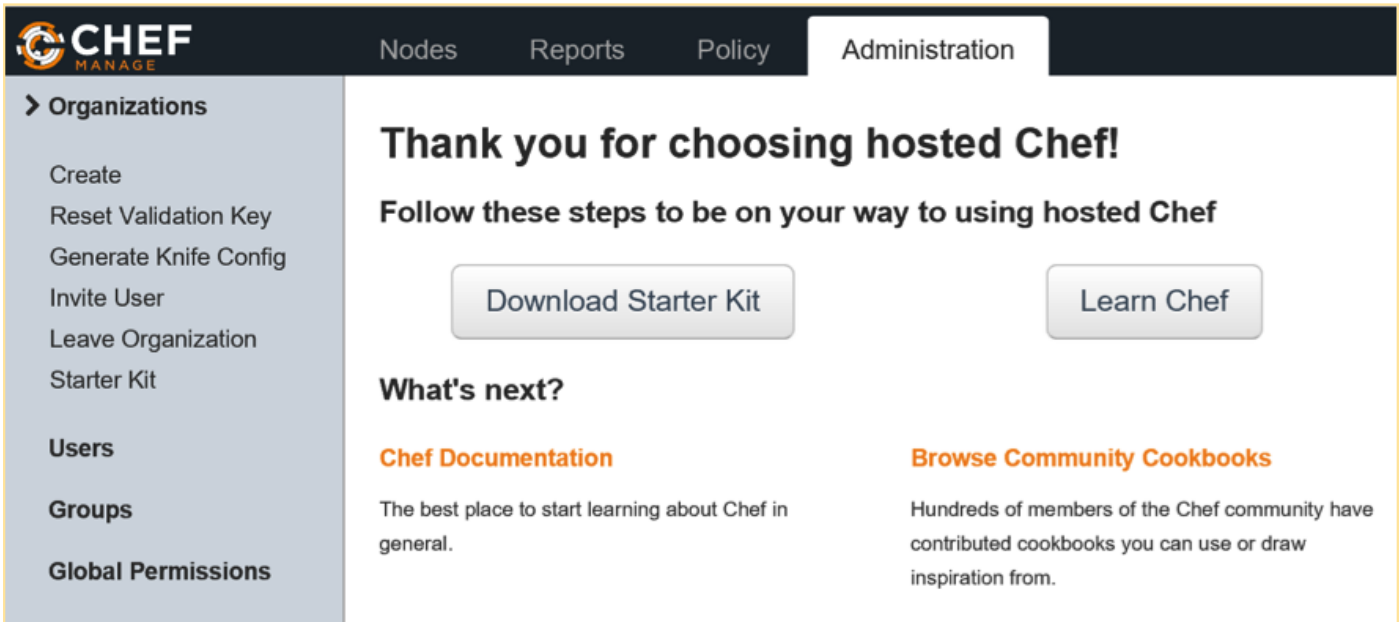 CHEF
MANAGE
Nodes Reports Policy Administration
Organizations
Create
Reset Validation Key
Generate Knife Config
Invite User
Leave Organization
Starter Kit
Users
Groups
Global Permissions
Thank you for choosing hosted Chef!
Follow these steps to be on your way to using hosted Chef
Download Starter Kit
Learn Chef
What's next?
Chef Documentation
The best place to start learning about Chef in
general.
Browse Community Cookbooks
Hundreds of members of the Chef community have
contributed cookbooks you can use or draw
inspiration from.